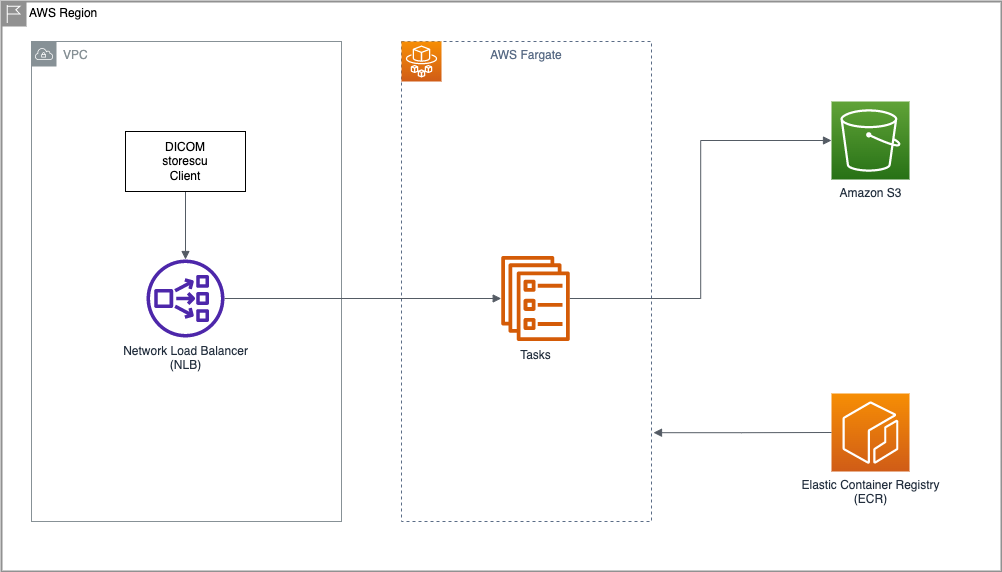 AWS Region
VPC
AWS Fargate
DICOM
storescu
Client
Amazon S3
Network Load Balancer
(NLB)
Tasks
Elastic Container Registry
(ECR)